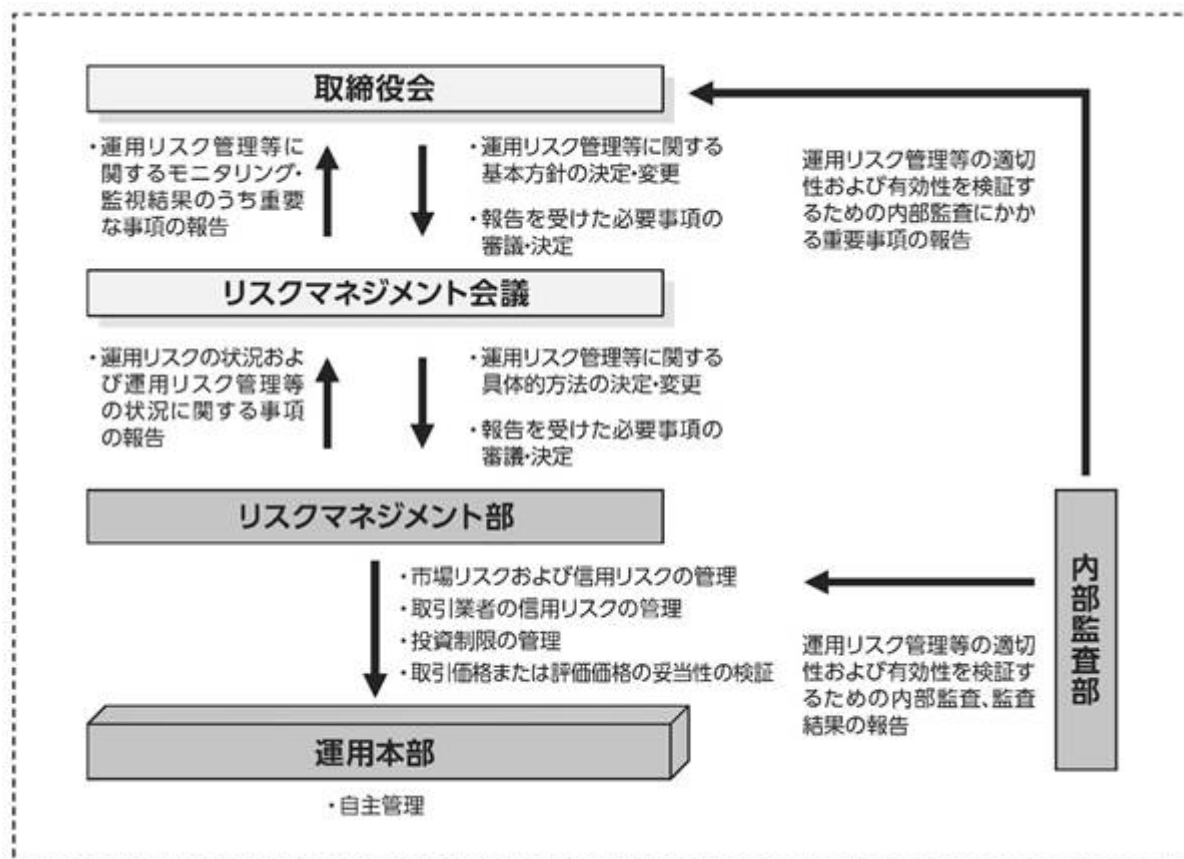 取締役会
・運用リスク管理等に
関するモニタリング・
監視結果のうち重要
な事項の報告
・運用リスク管理等に関する
基本方針の決定・変更
・報告を受けた必要事項の
審議・決定
運用リスク管理等の適切
性および有効性を検証す
るための内部監査にかか
る重要事項の報告
リスクマネジメント会議
・運用リスクの状況およ
び運用リスク管理等
の状況に関する事項
の報告
・運用リスク管理等に関する
具体的方法の決定・変更
・報告を受けた必要事項の
審議・決定
リスクマネジメント部
・市場リスクおよび信用リスクの管理
・取引業者の信用リスクの管理
・投資制限の管理
・取引価格または評価価格の妥当性の検証
運用リスク管理等の適切
性および有効性を検証す
るための内部監査、監査
結果の報告
内部監査部
運用本部
・自主管理